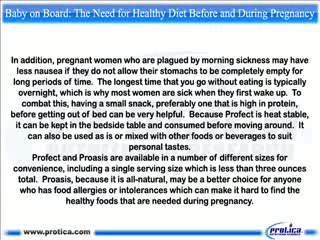 Baby on Board: The Need for Healthy Diet Before and During Pregnancy
In addition, pregnant women who are plagued by morning sickness may have
less nausea if they do not allow their stomachs to be completely empty for
long periods of time. The longest time that you go without eating is typically
overnight, which is why most women are sick when they first wake up. To
combat this, having a small snack, preferably one that is high in protein,
before getting out of bed can be very helpful. Because Profect is heat stable,
it can be kept in the bedside table and consumed before moving around. It
can also be used as is or mixed with other foods or beverages to suit
personal tastes.
Profect and Proasis are available in a number of different sizes for
convenience, including a single serving size which is less than three ounces
total. Proasis, because it is all-natural, may be a better choice for anyone
who has food allergies or intolerances which can make it hard to find the
healthy foods that are needed during pregnancy.
www.protica.com
protica